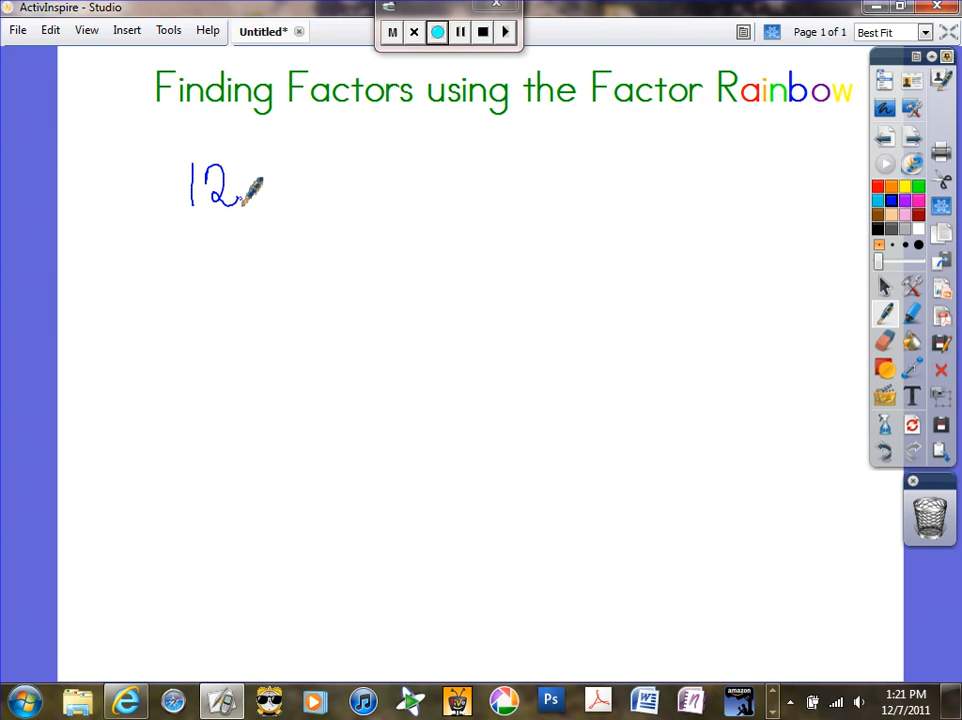 ActivInspire - Studio
File Edit View Insert Tools Help Untitled* M Page 1 of 1 Best Fit
Finding Factors using the Factor Rainbow
12
T
Ps
W
N
amazon
1:21 PM
12/7/2011